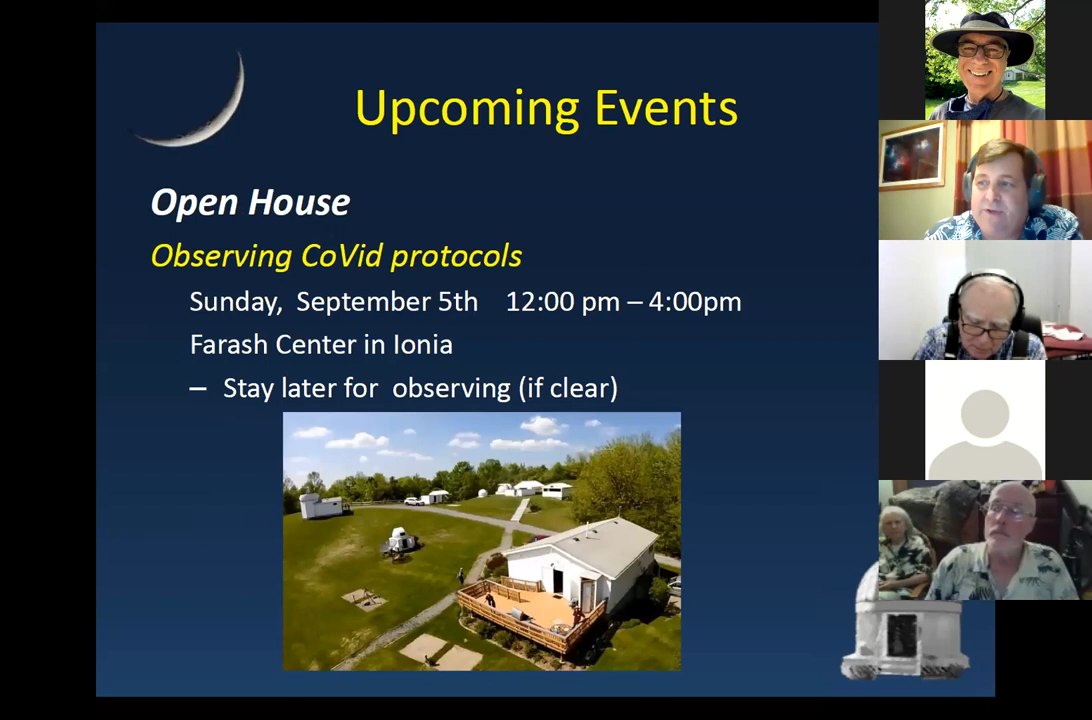 Upcoming Events
Open House
Observing CoVid protocols
Sunday, September 5th 12:00 pm – 4:00pm
Farash Center in Ionia
– Stay later for observing (if clear)